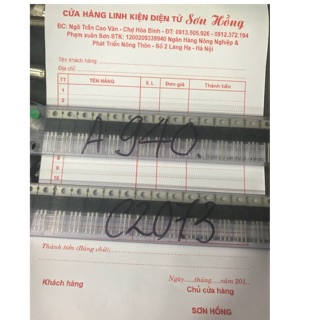 CỬA HÀNG LINH KIỆN ĐIỆN TỬ Sơn Hồng
ĐC: Ngõ Trần Cao Vân - Chợ Hòa Bình - ĐT: 0913.505.926 - 0912.372.194
Phạm xuân Sơn STK: 1200209339940 Ngân Hàng Nông Nghiệp &
Phát Triển Nông Thôn - Số 2 Láng Hạ - Hà Nội
Tên khách hàng
Địa chỉ
TT TÊN HÀNG S.L Đơn giá Thành tiền
1
2
A940
8
9
10
C2073
Thành tiền (Bằng chữ):
Ngày.....tháng.....năm 201...
Khách hàng Chủ cửa hàng
SƠN HỒNG